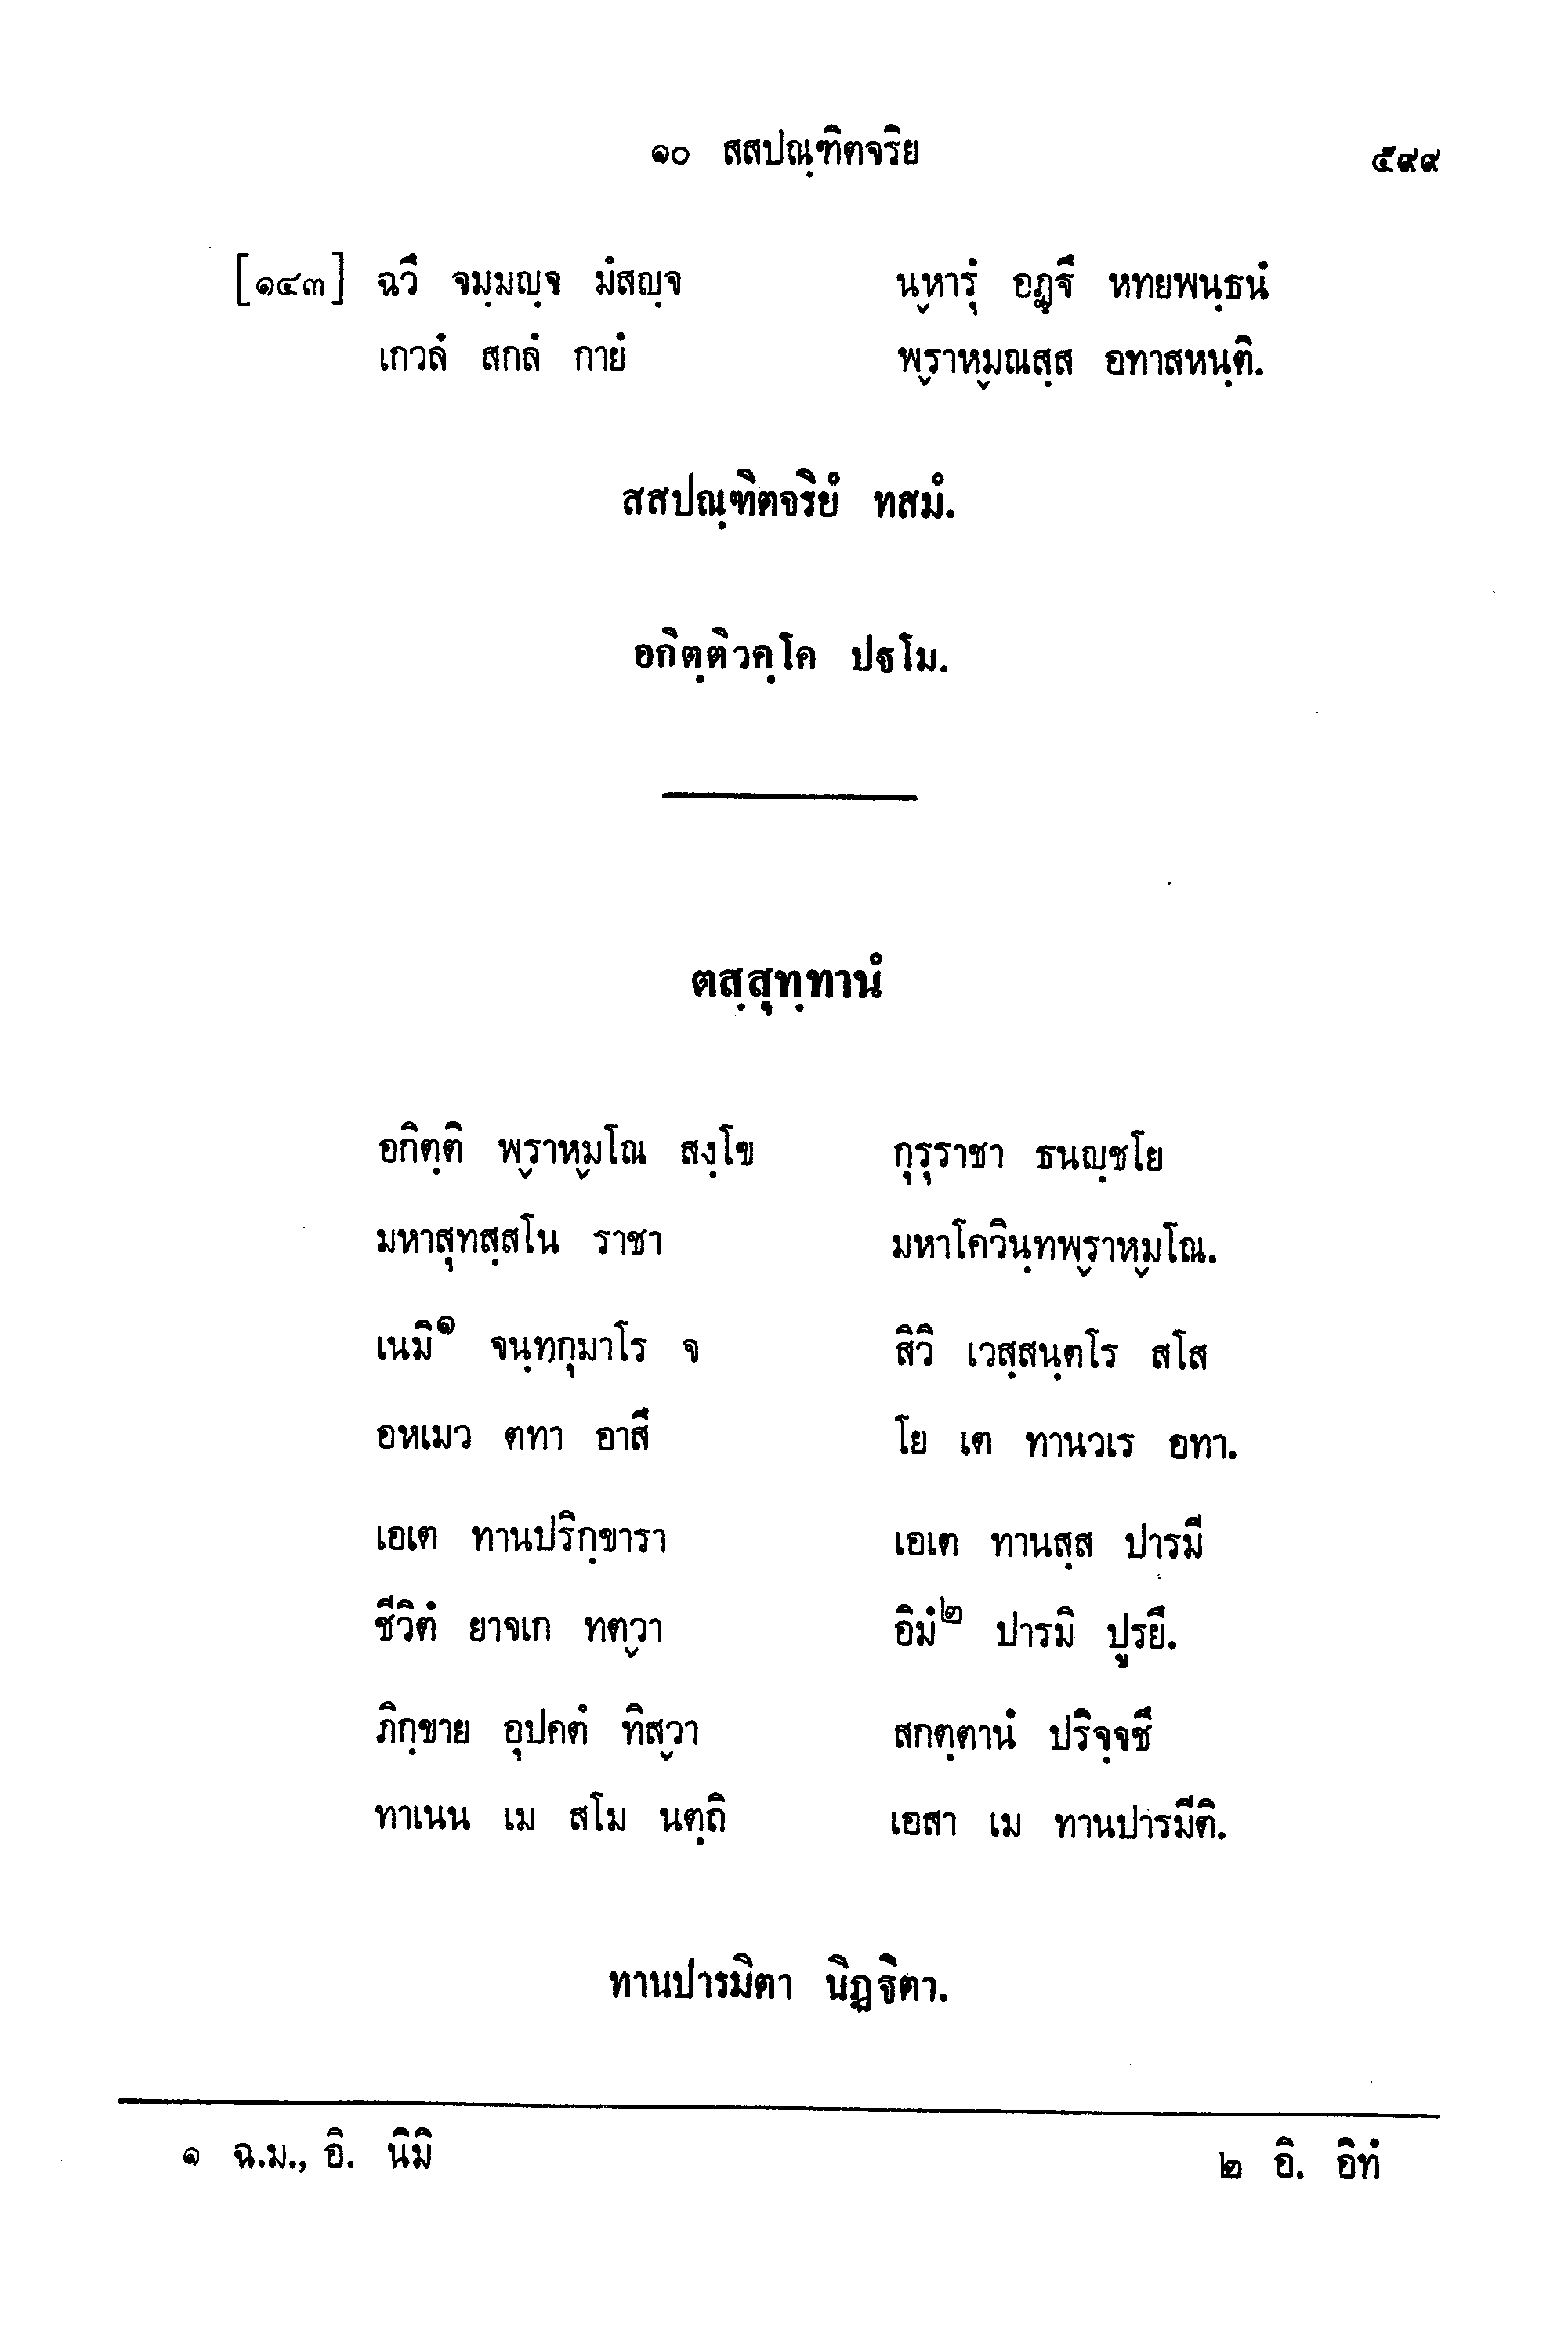 ๑๐ สสปณฺฑิตจริย ๕๙๙
[๑๔๓] ฉวึ จมฺมญฺจ มํสญฺจ นฺหารุํ อฏฺฐึ หทยพนฺธนํ
เกวลํ สกลํ กายํ พฺราหฺมณสฺส อทาสหนฺติ.
สสปณฺฑิตจริยํ ทสมํ.
อกิตฺติวคฺโค ปฐโม.
ตสฺสุทฺทานํ
อกิตฺติ พฺราหฺมโณ สงฺโข กุรุราชา ธนญฺชโย
มหาสุทสฺสโน ราชา มหาโควินฺทพฺราหฺมโณ.
เนมิ๑ จนฺทกุมาโร จ สิวิ เวสฺสนฺตโร สโส
อหเมว ตทา อาสึ โย เต ทานวเร อทา.
เอเต ทานปริกฺขารา เอเต ทานสฺส ปารมี
ชีวิตํ ยาจเก ทตฺวา อิมํ๒ ปารมิ ปูรยึ.
ภิกฺขาย อุปคตํ ทิสฺวา สกตฺตานํ ปริจฺจชึ
ทาเนน เม สโม นตฺถิ เอสา เม ทานปารมีติ.
ทานปารมิตา นิฏฺฐิตา.
๑ ฉ.ม., อิ. นิมิ ๒ อิ. อิทํ